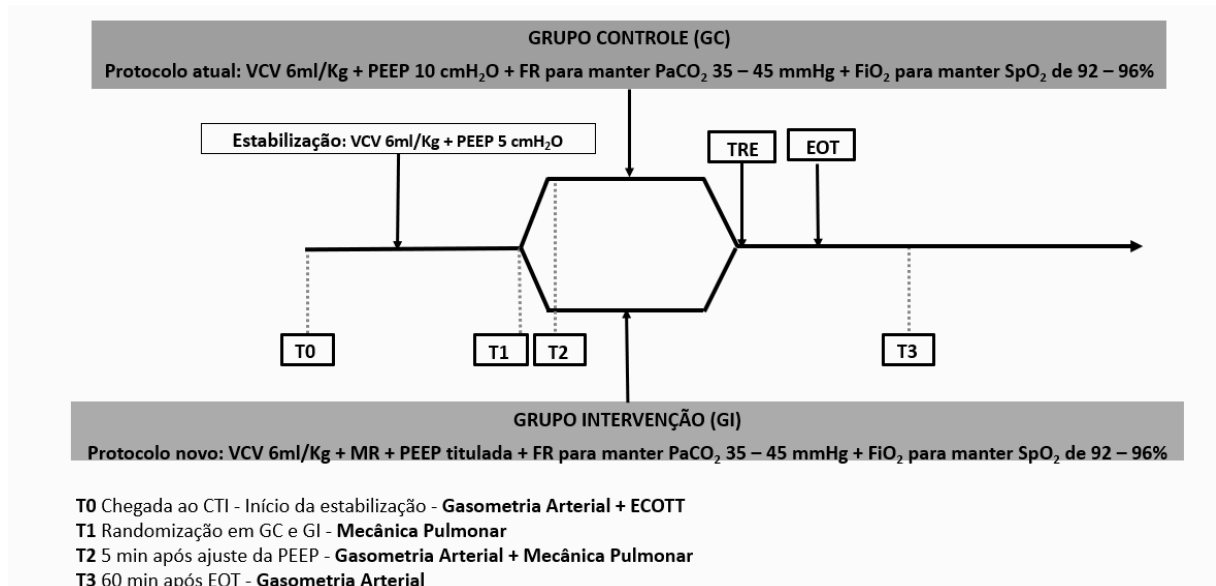 GRUPO CONTROLE (GC)
Protocolo atual: VCV 6ml/Kg + PEEP 10 cmH₂O + FR para manter PaCO₂ 35 – 45 mmHg + FiO₂ para manter SpO₂ de 92 – 96%
Estabilização: VCV 6ml/Kg + PEEP 5 cmH₂O
TRE
EOT
T0
T1
T2
T3
GRUPO INTERVENÇÃO (GI)
Protocolo novo: VCV 6ml/Kg + MR + PEEP titulada + FR para manter PaCO₂ 35 – 45 mmHg + FiO₂ para manter SpO₂ de 92 – 96%
T0 Chegada ao CTI - Início da estabilização - Gasometria Arterial + ECOTT
T1 Randomização em GC e GI - Mecânica Pulmonar
T2 5 min após ajuste da PEEP - Gasometria Arterial + Mecânica Pulmonar
T3 60 min após EOT - Gasometria Arterial